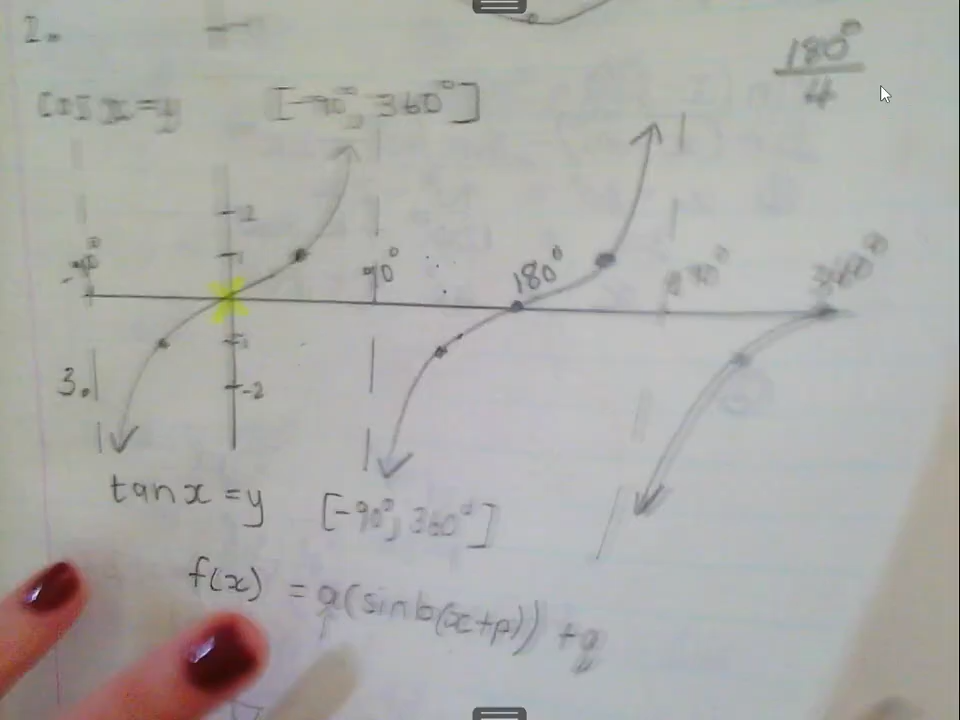 2.
180°
4
cos x = y [-90°, 360°]
2
1
-90° 90° 180° 270° 360°
3.
-2
tan x = y [-90°, 360°]
f(x) = a(sin b(x+p)) + q